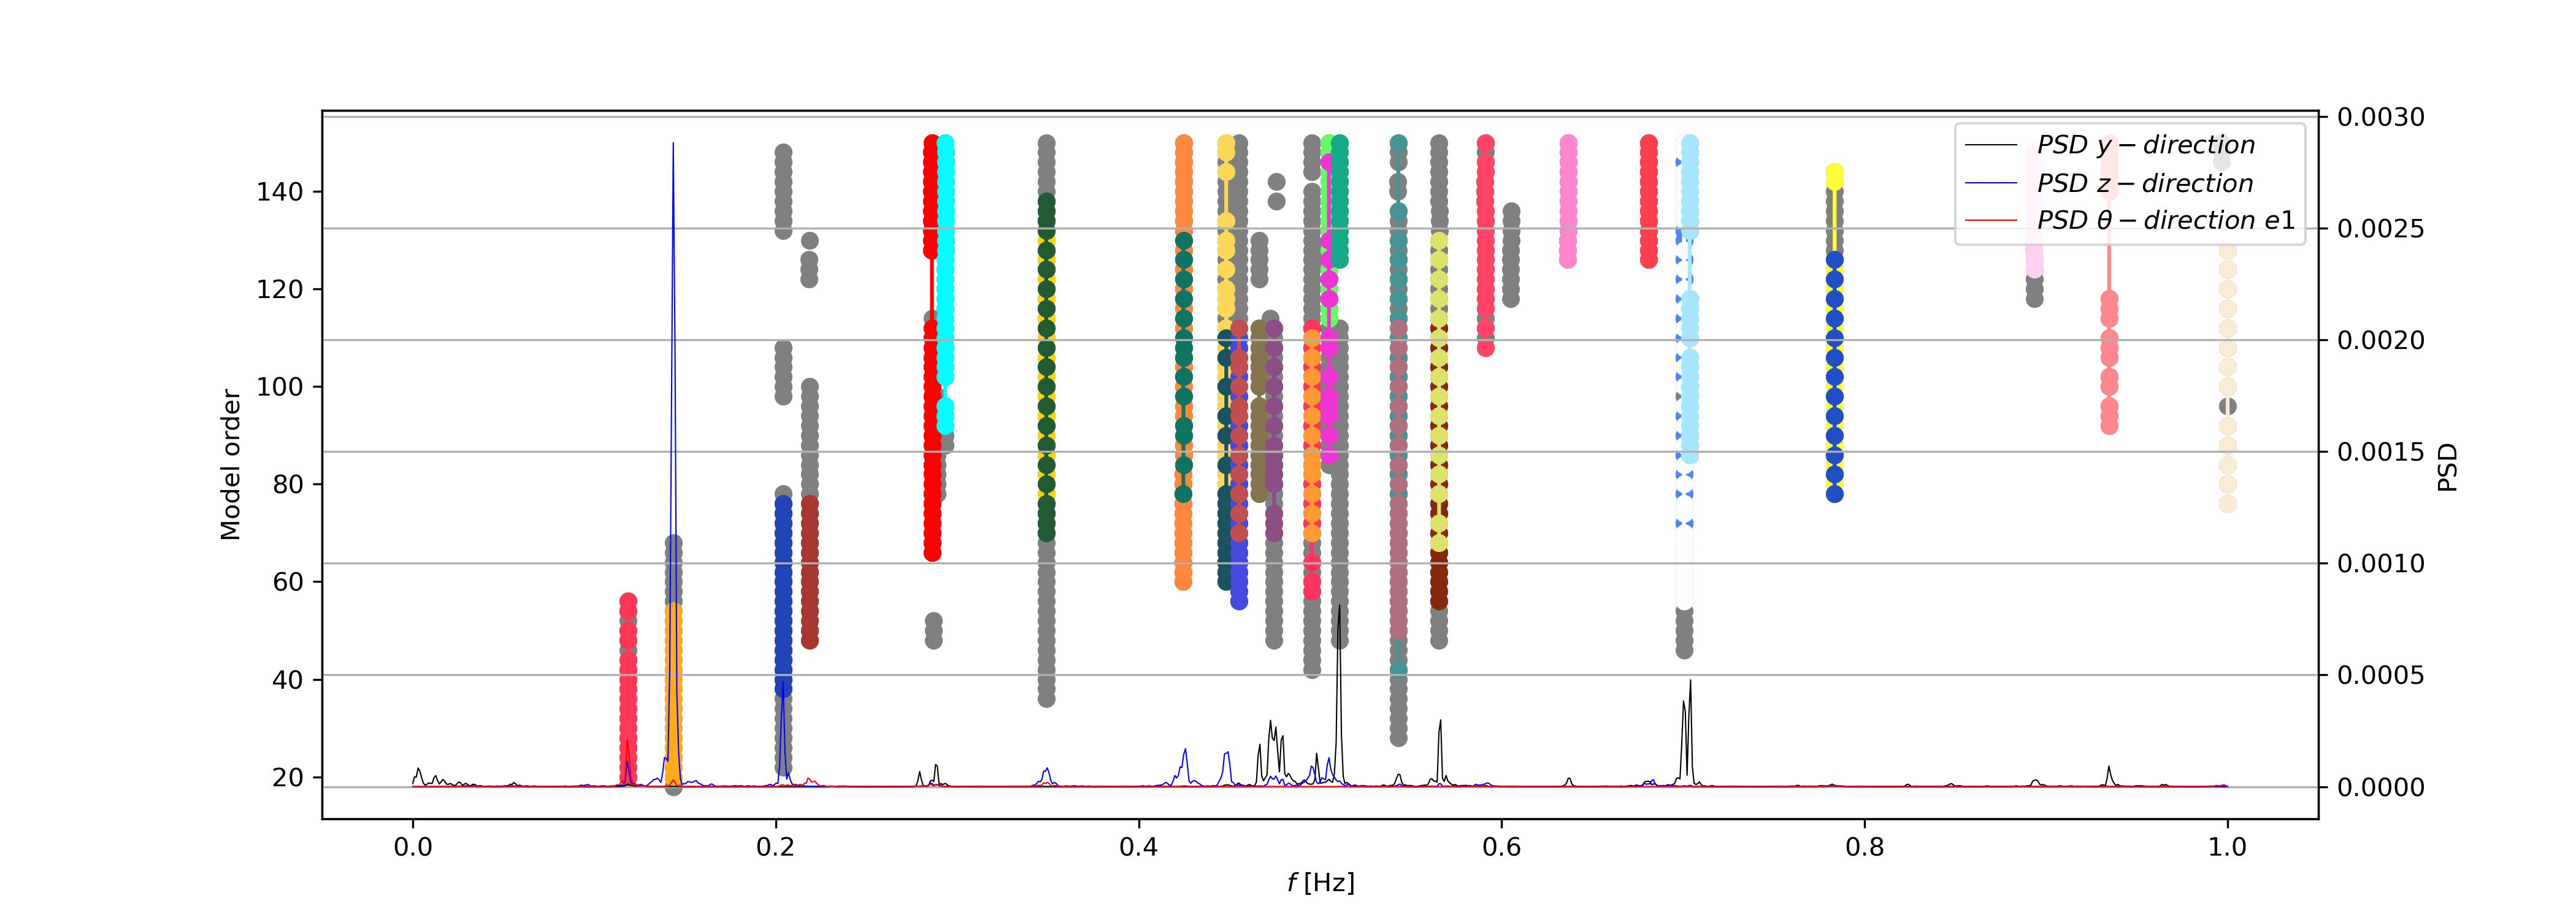 PSD y − direction
PSD z − direction
PSD θ − direction e1
Model order
140
120
100
80
60
40
20
0.0030
0.0025
0.0020
0.0015
0.0010
0.0005
0.0000
PSD
0.0 0.2 0.4 0.6 0.8 1.0
f [Hz]